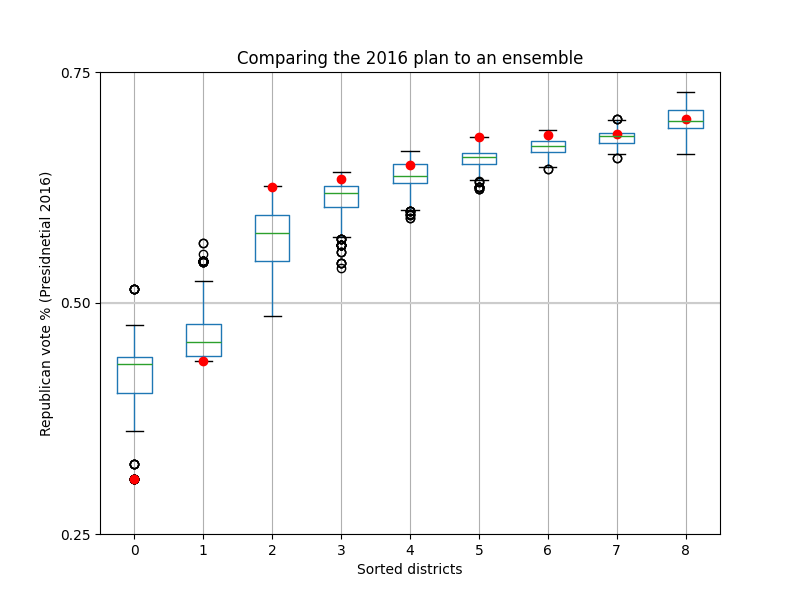 Comparing the 2016 plan to an ensemble
Republican vote % (Presidnetial 2016)
0.75
0.50
0.25
0 1 2 3 4 5 6 7 8
Sorted districts